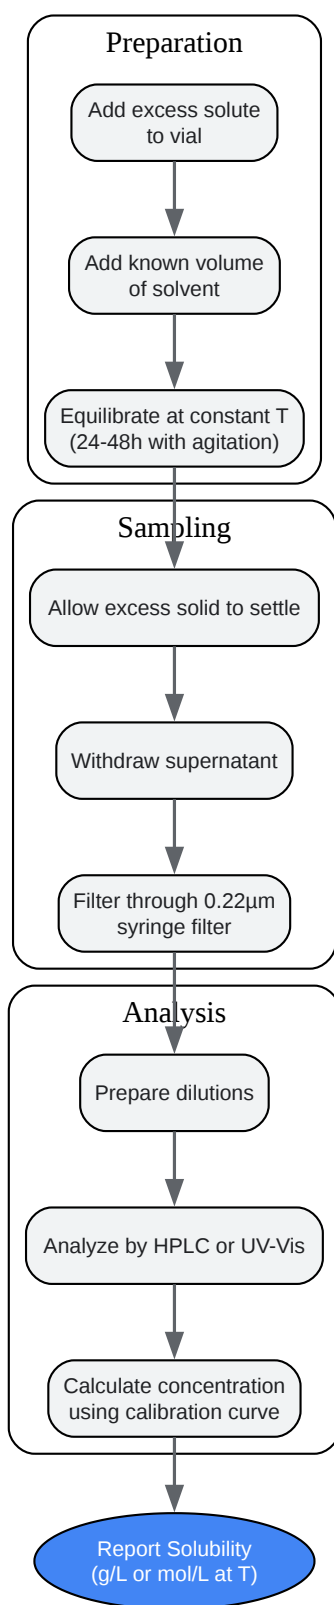 Preparation
Add excess solute
to vial
Add known volume
of solvent
Equilibrate at constant T
(24-48h with agitation)
Sampling
Allow excess solid to settle
Withdraw supernatant
Filter through 0.22µm
syringe filter
Analysis
Prepare dilutions
Analyze by HPLC or UV-Vis
Calculate concentration
using calibration curve
Report Solubility
(g/L or mol/L at T)